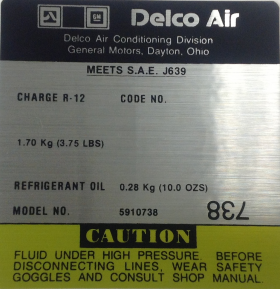 GM Delco Air
Delco Air Conditioning Division
General Motors, Dayton, Ohio
MEETS S.A.E. J639
CHARGE R-12 CODE NO.
1.70 Kg (3.75 LBS)
REFRIGERANT OIL 0.28 Kg (10.0 OZS)
MODEL NO. 5910738 738
CAUTION
FLUID UNDER HIGH PRESSURE. BEFORE
DISCONNECTING LINES, WEAR SAFETY
GOGGLES AND CONSULT SHOP MANUAL.